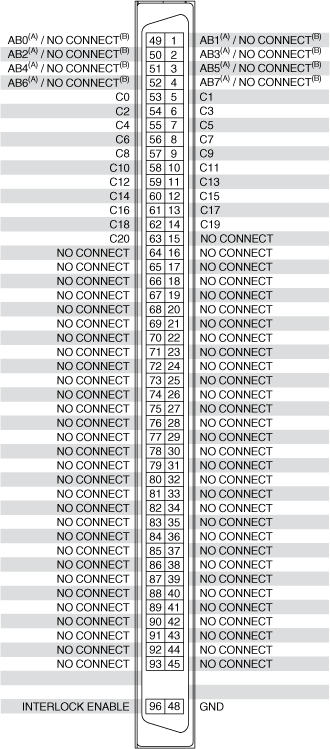 AB0(A) / NO CONNECT(B) 49 1 AB1(A) / NO CONNECT(B)
AB2(A) / NO CONNECT(B) 50 2 AB3(A) / NO CONNECT(B)
AB4(A) / NO CONNECT(B) 51 3 AB5(A) / NO CONNECT(B)
AB6(A) / NO CONNECT(B) 52 4 AB7(A) / NO CONNECT(B)
C0 53 5 C1
C2 54 6 C3
C4 55 7 C5
C6 56 8 C7
C8 57 9 C9
C10 58 10 C11
C12 59 11 C13
C14 60 12 C15
C16 61 13 C17
C18 62 14 C19
C20 63 15 NO CONNECT
NO CONNECT 64 16 NO CONNECT
NO CONNECT 65 17 NO CONNECT
NO CONNECT 66 18 NO CONNECT
NO CONNECT 67 19 NO CONNECT
NO CONNECT 68 20 NO CONNECT
NO CONNECT 69 21 NO CONNECT
NO CONNECT 70 22 NO CONNECT
NO CONNECT 71 23 NO CONNECT
NO CONNECT 72 24 NO CONNECT
NO CONNECT 73 25 NO CONNECT
NO CONNECT 74 26 NO CONNECT
NO CONNECT 75 27 NO CONNECT
NO CONNECT 76 28 NO CONNECT
NO CONNECT 77 29 NO CONNECT
NO CONNECT 78 30 NO CONNECT
NO CONNECT 79 31 NO CONNECT
NO CONNECT 80 32 NO CONNECT
NO CONNECT 81 33 NO CONNECT
NO CONNECT 82 34 NO CONNECT
NO CONNECT 83 35 NO CONNECT
NO CONNECT 84 36 NO CONNECT
NO CONNECT 85 37 NO CONNECT
NO CONNECT 86 38 NO CONNECT
NO CONNECT 87 39 NO CONNECT
NO CONNECT 88 40 NO CONNECT
NO CONNECT 89 41 NO CONNECT
NO CONNECT 90 42 NO CONNECT
NO CONNECT 91 43 NO CONNECT
NO CONNECT 92 44 NO CONNECT
NO CONNECT 93 45 NO CONNECT
INTERLOCK ENABLE 96 48 GND